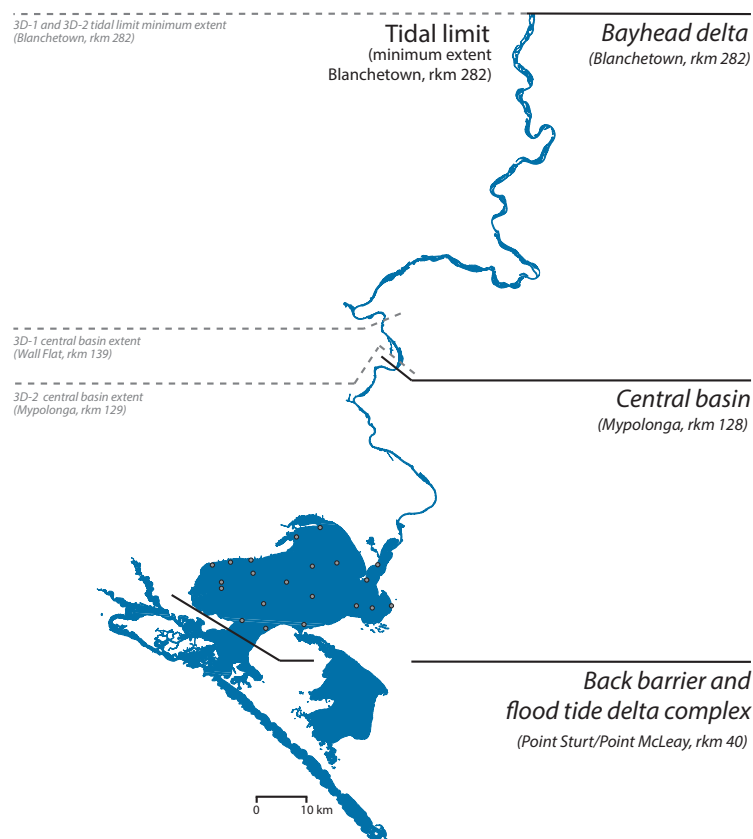 3D-1 and 3D-2 tidal limit minimum extent
(Blanchetown, rkm 282)
Tidal limit
(minimum extent
Blanchetown, rkm 282)
Bayhead delta
(Blanchetown, rkm 282)
3D-1 central basin extent
(Wall Flat, rkm 139)
3D-2 central basin extent
(Mypolonga, rkm 129)
Central basin
(Mypolonga, rkm 128)
Back barrier and
flood tide delta complex
(Point Sturt/Point McLeay, rkm 40)
0 10 km